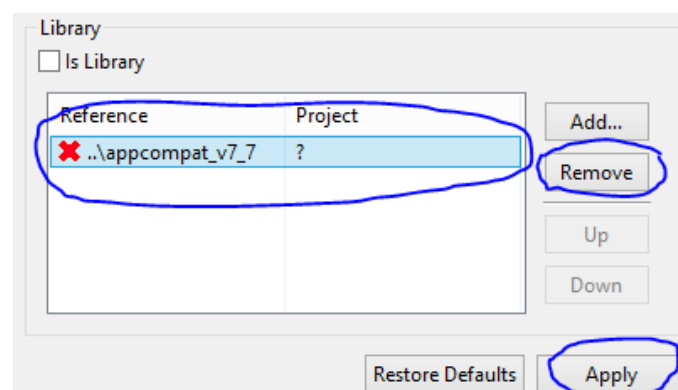 Library
Is Library
Reference Project Add...
..\appcompat_v7_7 ? Remove
Up
Down
Restore Defaults Apply